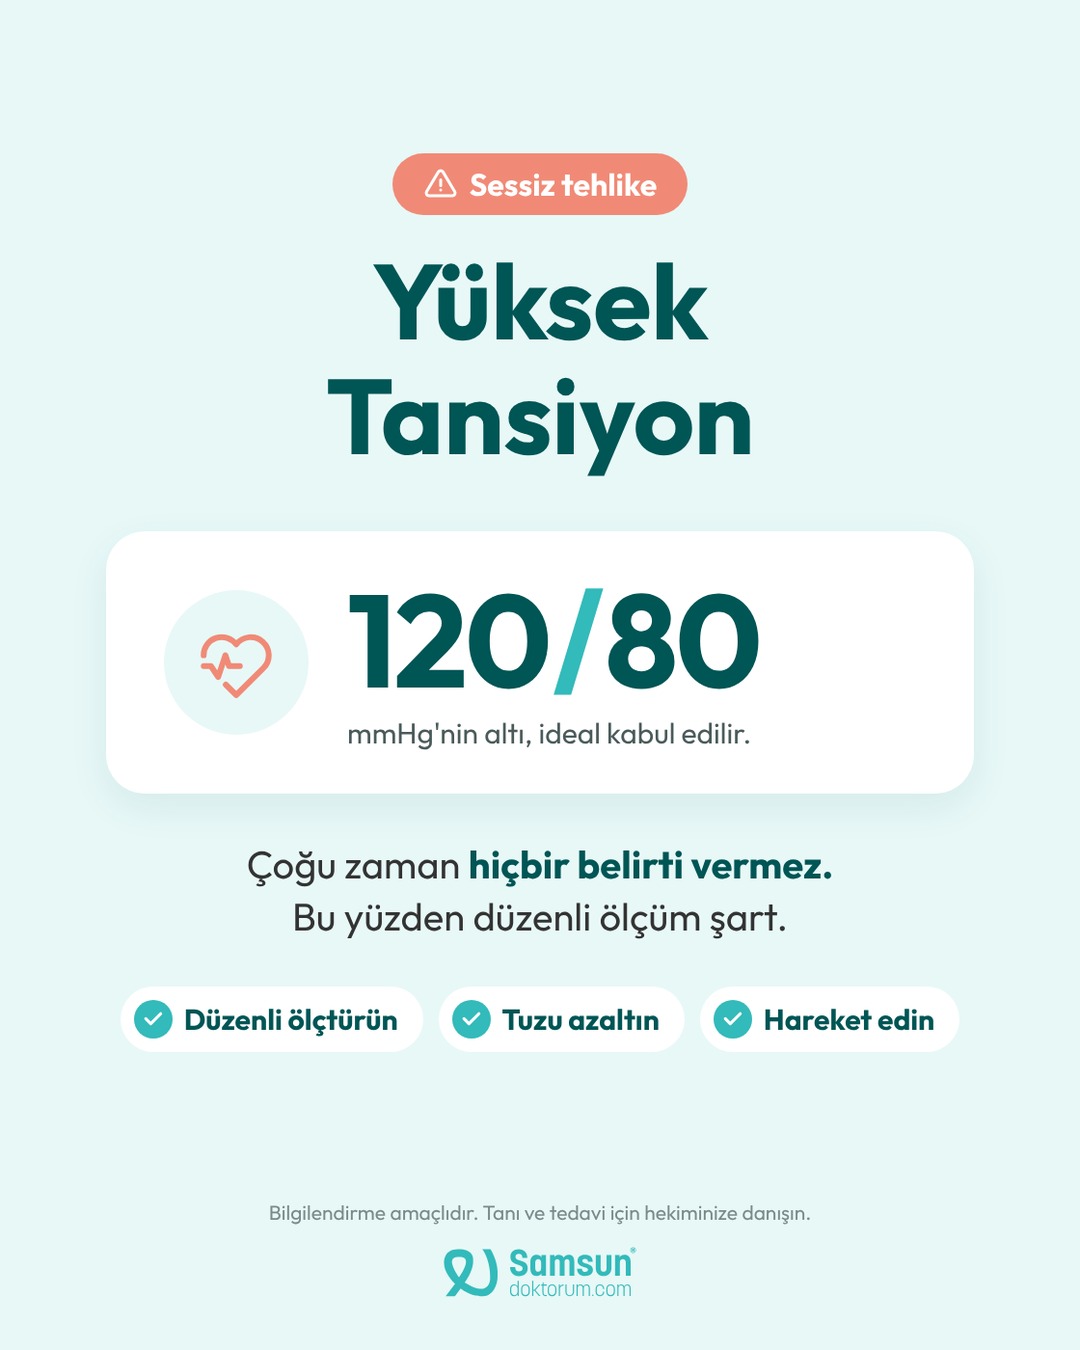 Sessiz tehlike
Yüksek
Tansiyon
120/80
mmHg'nin altı, ideal kabul edilir.
Çoğu zaman hiçbir belirti vermez.
Bu yüzden düzenli ölçüm şart.
Düzenli ölçtürün
Tuzu azaltın
Hareket edin
Bilgilendirme amaçlıdır. Tanı ve tedavi için hekiminize danışın.
Samsun®
doktorum.com